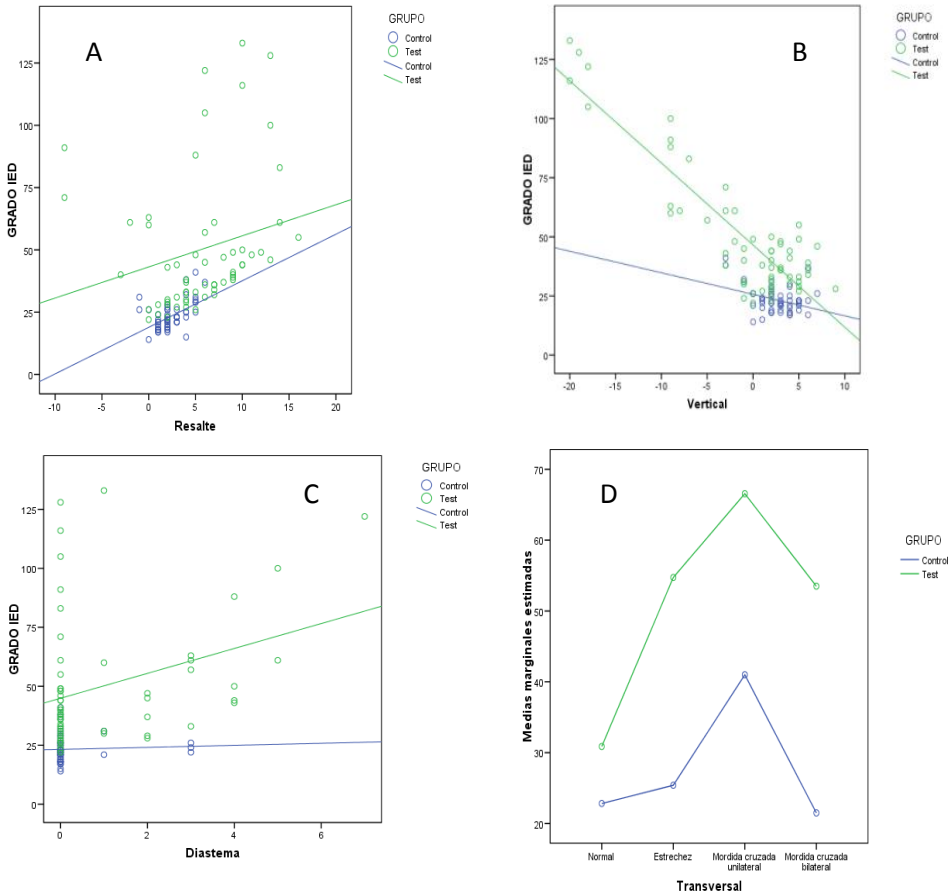 A
GRUPO
Control
Test
Control
Test
GRADO IED
125
100
75
50
25
0
-10 -5 0 5 10 15 20
Resalte
B
GRUPO
Control
Test
Control
Test
GRADO IED
125
100
75
50
25
0
-20 -15 -10 -5 0 5 10
Vertical
C
GRUPO
Control
Test
Control
Test
GRADO IED
125
100
75
50
25
0
0 2 4 6
Diastema
D
GRUPO
Control
Test
Medias marginales estimadas
70
60
50
40
30
20
Normal Estrechez Mordida cruzada unilateral Mordida cruzada bilateral
Transversal